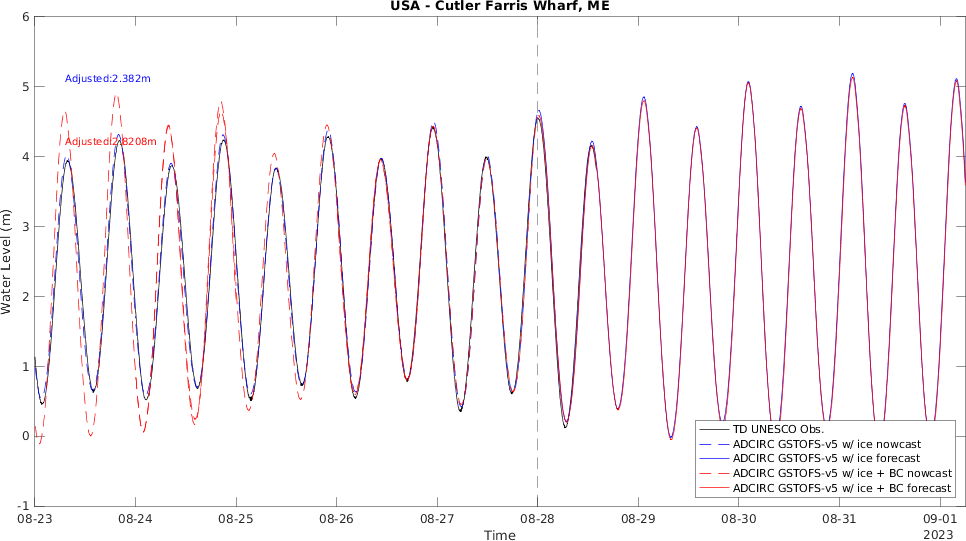 USA - Cutler Farris Wharf, ME
6
5
4
3
2
1
0
-1
Water Level (m)
Adjusted:2.382m
Adjusted:2.8208m
TD UNESCO Obs.
ADCIRC GSTOFS-v5 w/ ice nowcast
ADCIRC GSTOFS-v5 w/ ice forecast
ADCIRC GSTOFS-v5 w/ ice + BC nowcast
ADCIRC GSTOFS-v5 w/ ice + BC forecast
08-23 08-24 08-25 08-26 08-27 08-28 08-29 08-30 08-31 09-01
2023
Time